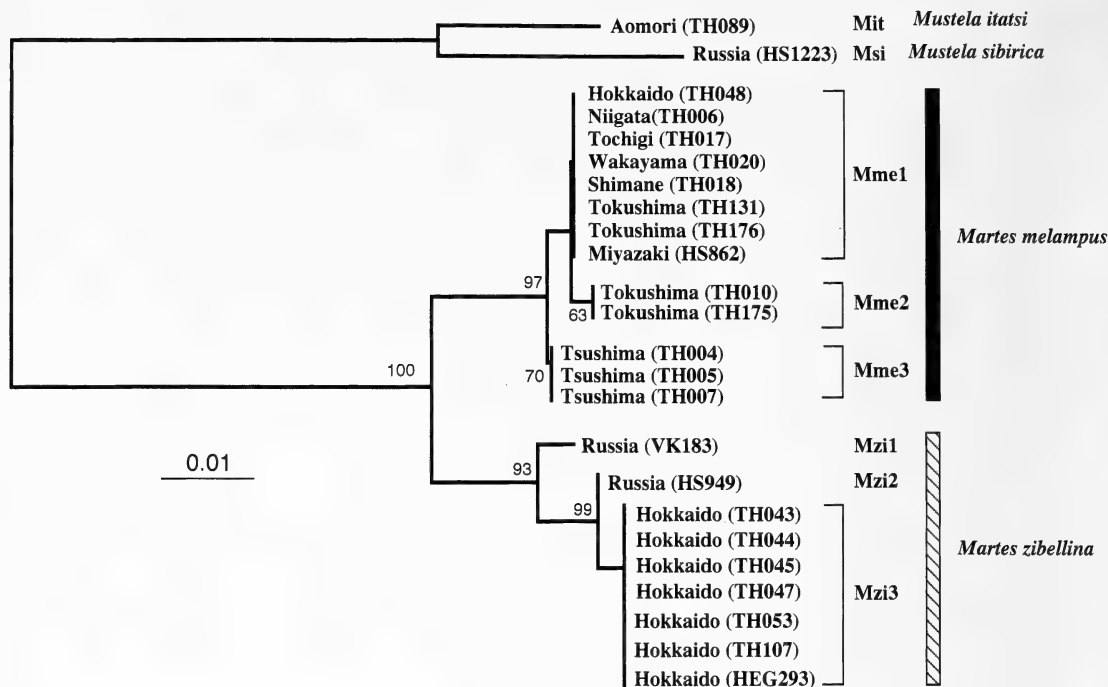 Aomori (TH089) Mit Mustela itatsi
Russia (HS1223) Msi Mustela sibirica
Hokkaido (TH048)
Niigata(TH006)
Tochigi (TH017)
Wakayama (TH020) Mme1
Shimane (TH018)
Tokushima (TH131)
Tokushima (TH176) Martes melampus
Miyazaki (HS862)
97
Tokushima (TH010) Mme2
63 Tokushima (TH175)
Tsushima (TH004)
100 70 Tsushima (TH005) Mme3
Tsushima (TH007)
Russia (VK183) Mzi1
0.01 93
Russia (HS949) Mzi2
99 Hokkaido (TH043)
Hokkaido (TH044) Martes zibellina
Hokkaido (TH045)
Hokkaido (TH047) Mzi3
Hokkaido (TH053)
Hokkaido (TH107)
Hokkaido (HEG293)